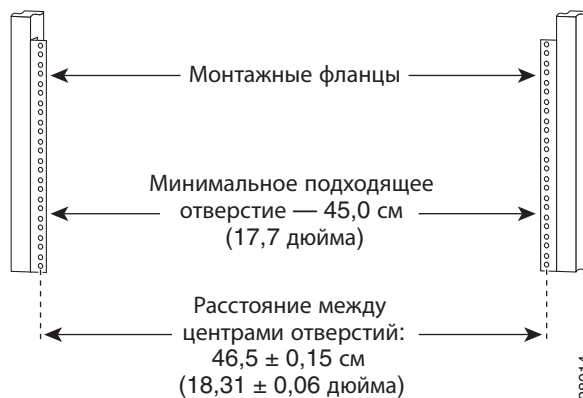 Монтажные фланцы
Минимальное подходящее
отверстие — 45,0 см
(17,7 дюйма)
Расстояние между
центрами отверстий:
46,5 ± 0,15 см
(18,31 ± 0,06 дюйма)